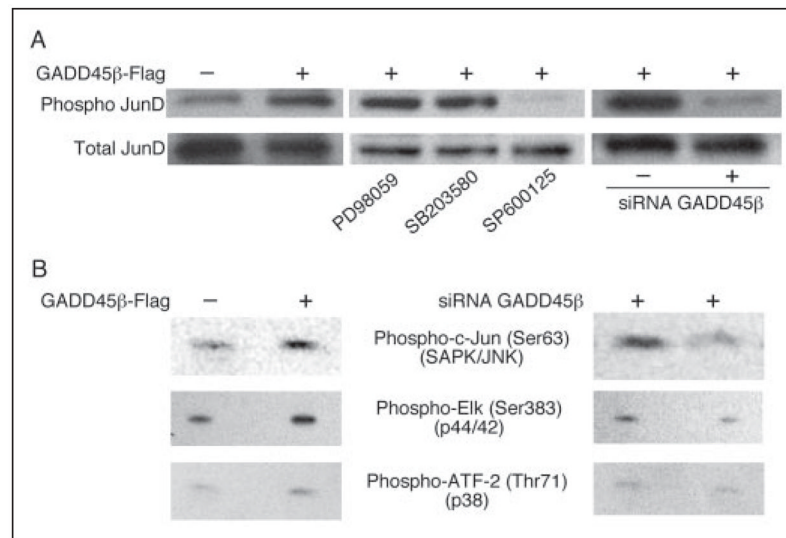 A
GADD45β-Flag − + + + + + +
Phospho JunD
Total JunD
PD98059 SB203580 SP600125
− +
siRNA GADD45β
B
GADD45β-Flag − + siRNA GADD45β + +
Phospho-c-Jun (Ser63)
(SAPK/JNK)
Phospho-Elk (Ser383)
(p44/42)
Phospho-ATF-2 (Thr71)
(p38)